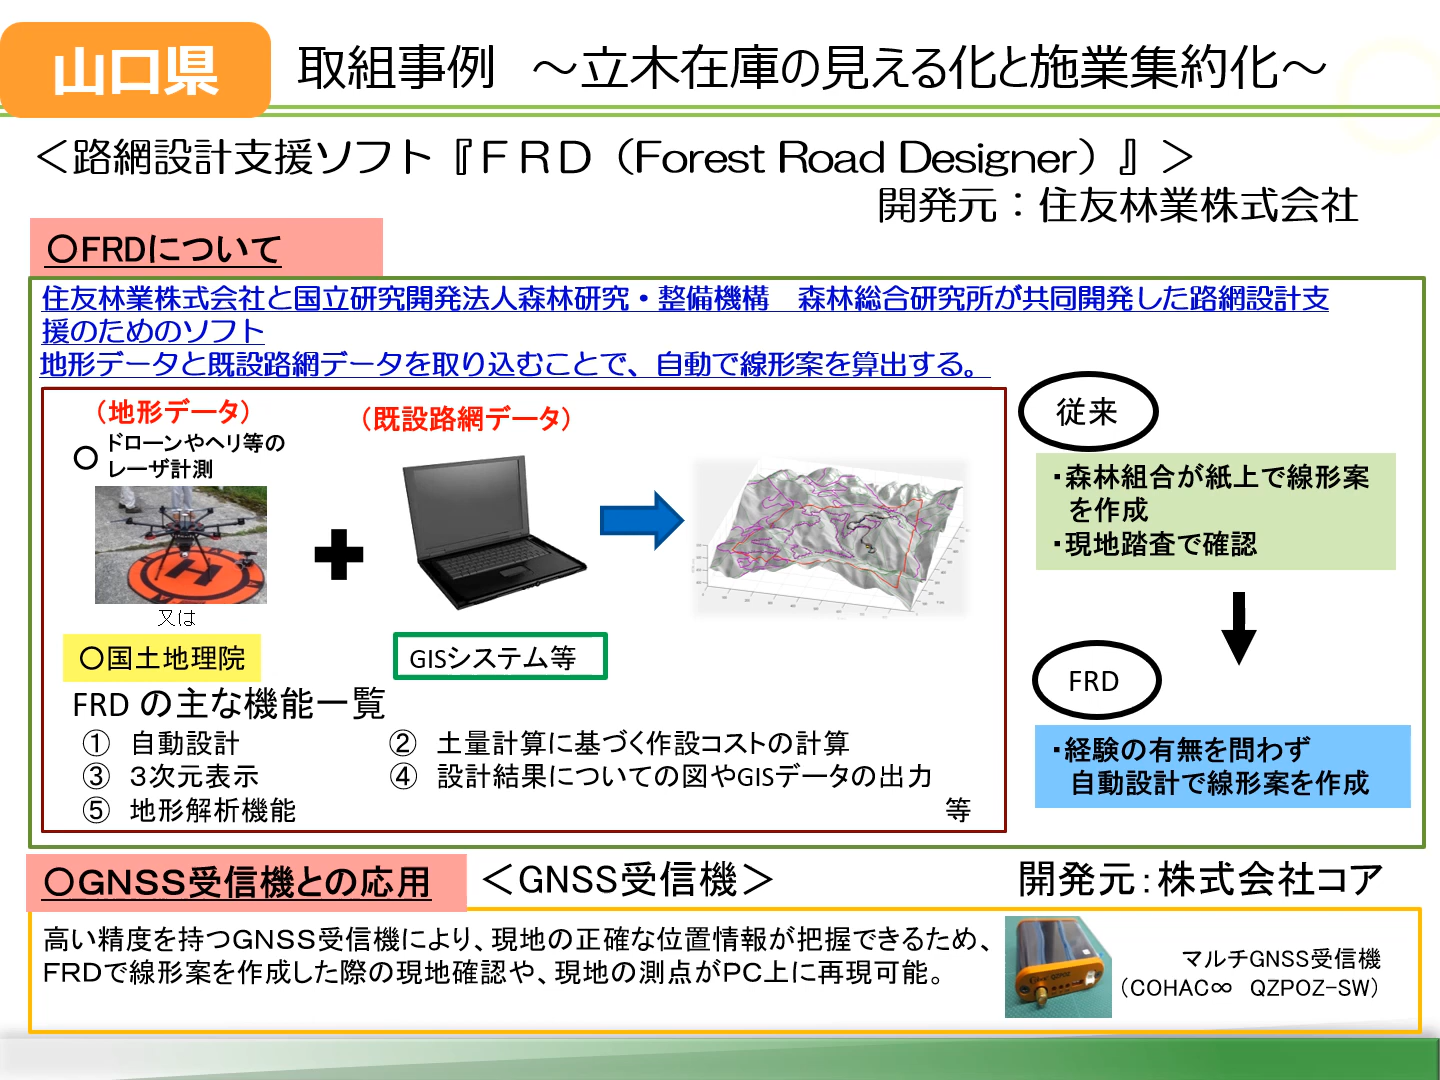 山口県
取組事例　～立木在庫の見える化と施業集約化～
＜路網設計支援ソフト『ＦＲＤ（Forest Road Designer）』＞
開発元：住友林業株式会社
〇FRDについて
住友林業株式会社と国立研究開発法人森林研究・整備機構　森林総合研究所が共同開発した路網設計支
援のためのソフト
地形データと既設路網データを取り込むことで、自動で線形案を算出する。
（地形データ）
（既設路網データ）
〇 ドローンやヘリ等の
レーザ計測
又は
〇国土地理院
GISシステム等
FRD の主な機能一覧
①　自動設計
②　土量計算に基づく作設コストの計算
③　３次元表示
④　設計結果についての図やGISデータの出力
⑤　地形解析機能
等
従来
・森林組合が紙上で線形案
を作成
・現地踏査で確認
FRD
・経験の有無を問わず
自動設計で線形案を作成
〇ＧＮＳＳ受信機との応用
＜GNSS受信機＞
開発元：株式会社コア
高い精度を持つＧＮＳＳ受信機により、現地の正確な位置情報が把握できるため、
ＦＲＤで線形案を作成した際の現地確認や、現地の測点がＰＣ上に再現可能。
マルチGNSS受信機
（COHAC∞　QZPOZ-SW）